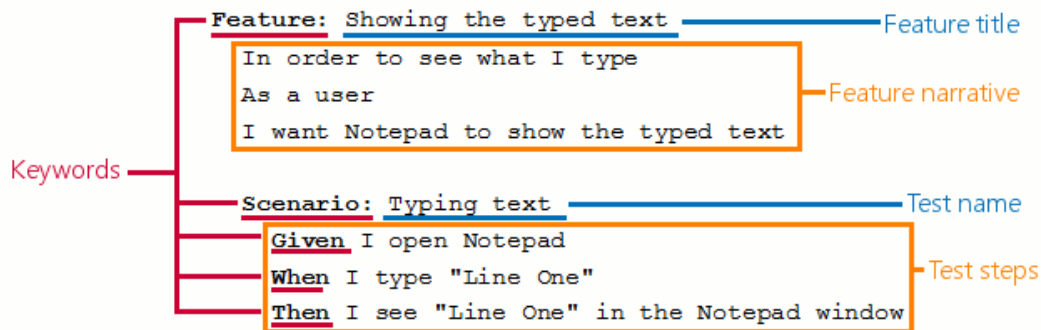 Feature: Showing the typed text Feature title
In order to see what I type
As a user Feature narrative
I want Notepad to show the typed text
Keywords
Scenario: Typing text Test name
Given I open Notepad
When I type "Line One" Test steps
Then I see "Line One" in the Notepad window